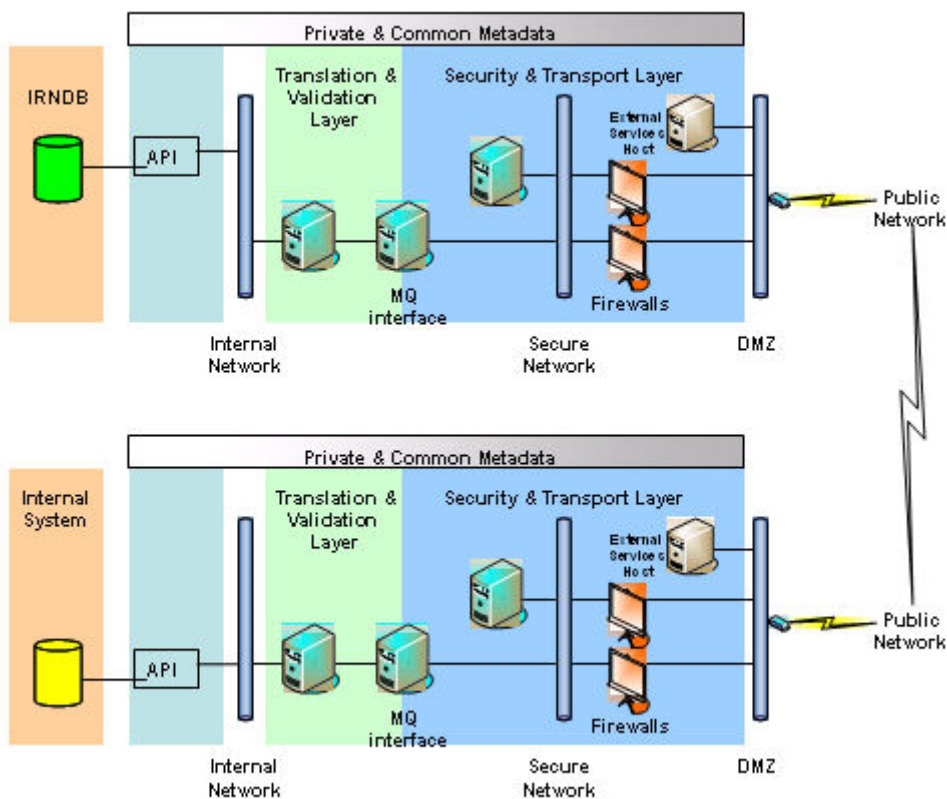 Private & Common Metadata
IRNDB
API
Translation &
Validation
Layer
Security & Transport Layer
External
Services
Host
MQ
interface
Firewalls
Internal
Network
Secure
Network
DMZ
Public
Network
Private & Common Metadata
Internal
System
API
Translation &
Validation
Layer
Security & Transport Layer
External
Services
Host
MQ
interface
Firewalls
Internal
Network
Secure
Network
DMZ
Public
Network